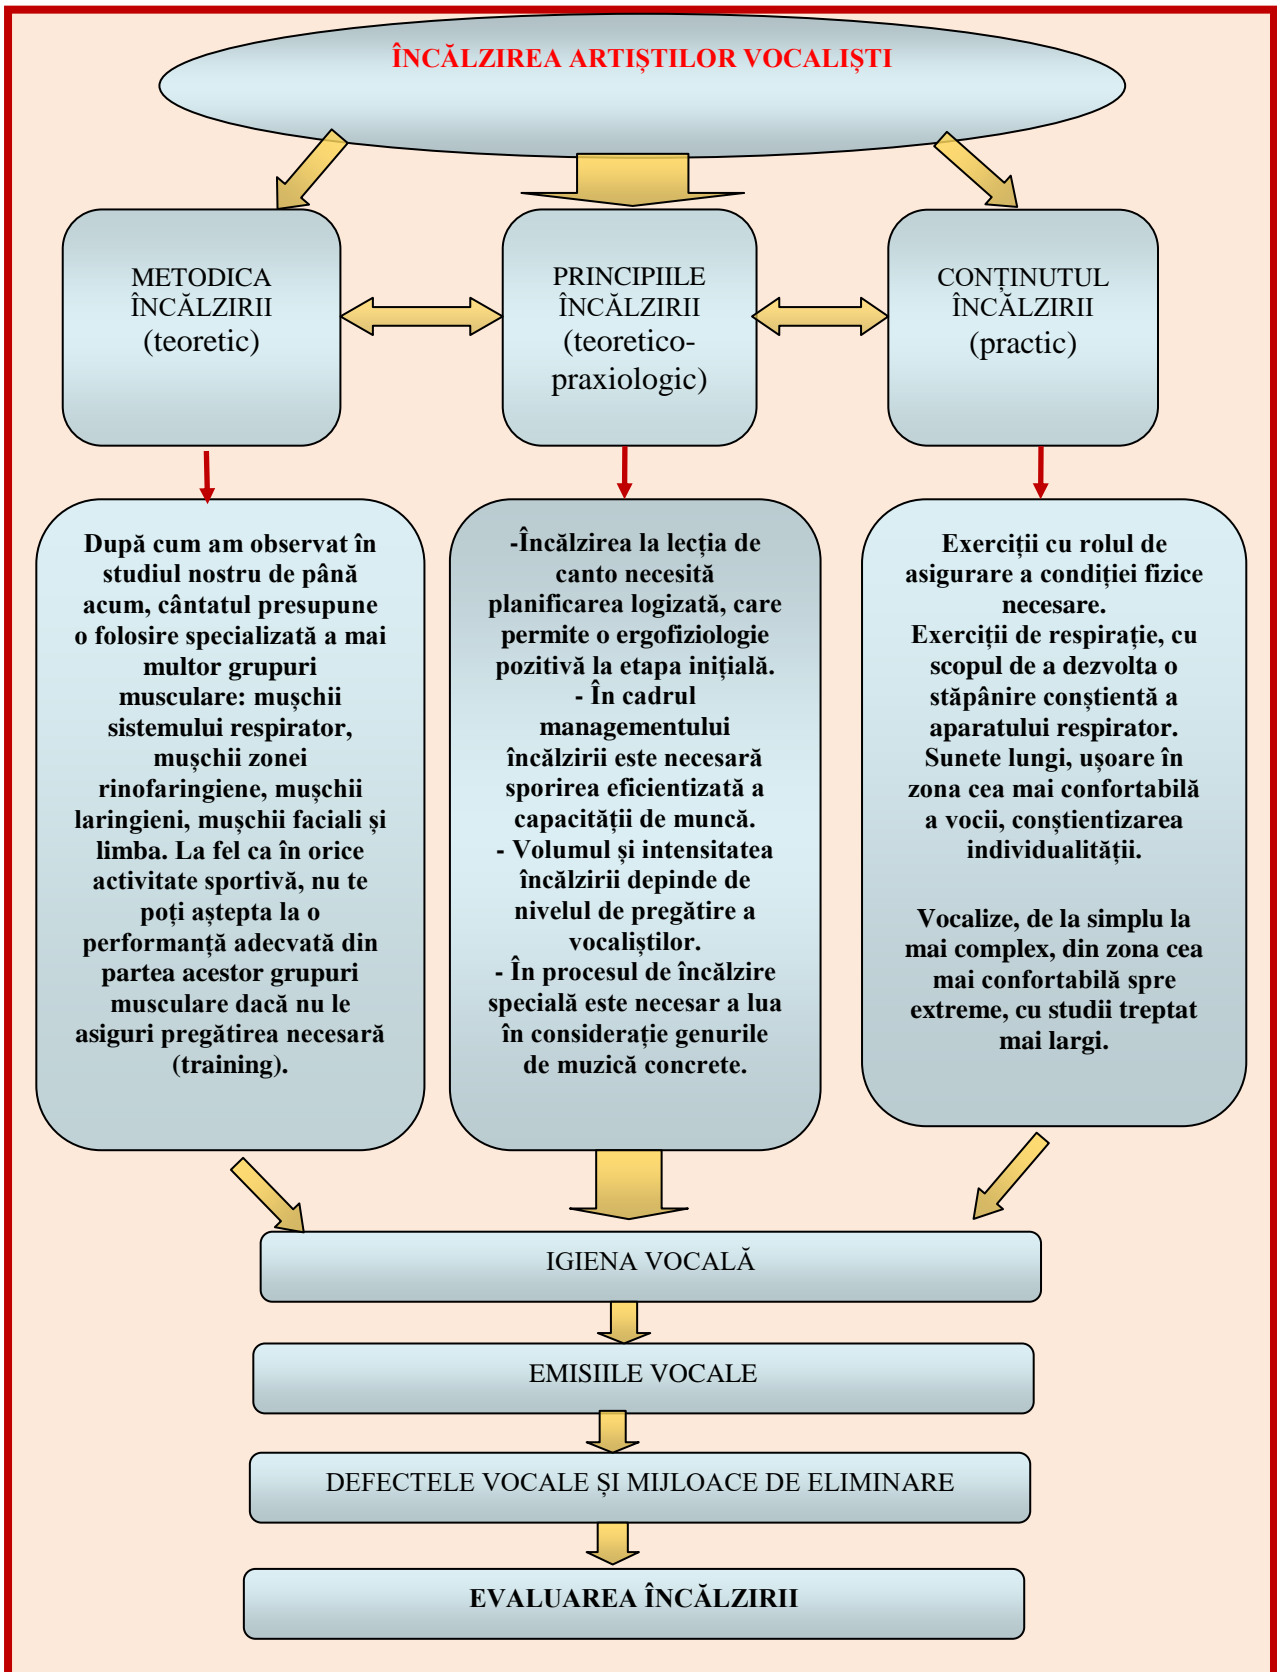 ÎNCĂLZIREA ARTIȘTILOR VOCALIȘTI
METODICA
ÎNCĂLZIRII
(teoretic)
PRINCIPIILE
ÎNCĂLZIRII
(teoretico-
praxiologic)
CONȚINUTUL
ÎNCĂLZIRII
(practic)
După cum am observat în
studiul nostru de până
acum, cântatul presupune
o folosire specializată a mai
multor grupuri
musculare: mușchii
sistemului respirator,
mușchii zonei
rinofaringiene, mușchii
laringieni, mușchii faciali și
limba. La fel ca în orice
activitate sportivă, nu te
poți aștepta la o
performanță adecvată din
partea acestor grupuri
musculare dacă nu le
asiguri pregătirea necesară
(training).
-Încălzirea la lecția de
canto necesită
planificarea logizată, care
permite o ergofiziologie
pozitivă la etapa inițială.
- În cadrul
managementului
încălzirii este necesară
sporirea eficientizată a
capacității de muncă.
- Volumul și intensitatea
încălzirii depinde de
nivelul de pregătire a
vocaliștilor.
- În procesul de încălzire
specială este necesar a lua
în considerație genurile
de muzică concrete.
Exerciții cu rolul de
asigurare a condiției fizice
necesare.
Exerciții de respirație, cu
scopul de a dezvolta o
stăpânire conștientă a
aparatului respirator.
Sunete lungi, ușoare în
zona cea mai confortabilă
a vocii, conștientizarea
individualității.
Vocalize, de la simplu la
mai complex, din zona cea
mai confortabilă spre
extreme, cu studii treptat
mai largi.
IGIENA VOCALĂ
EMISIILE VOCALE
DEFECTELE VOCALE ȘI MIJLOACE DE ELIMINARE
EVALUAREA ÎNCĂLZIRII